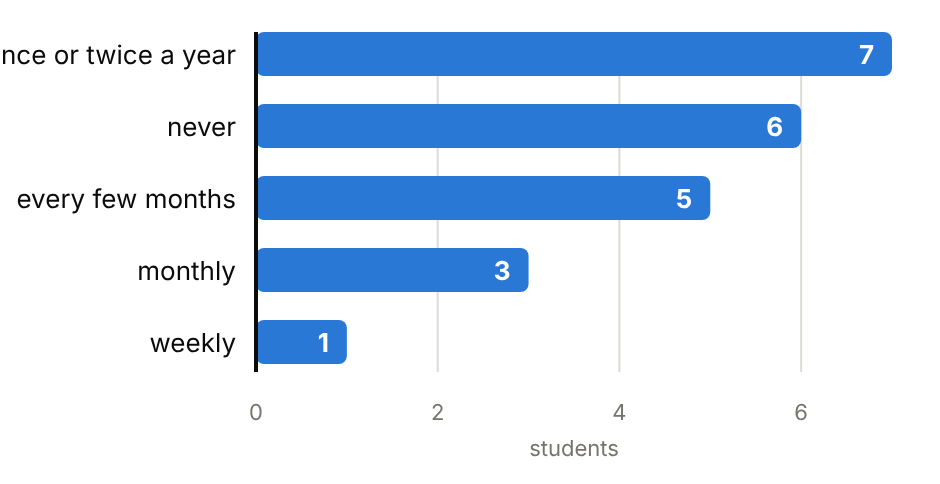 nce or twice a year 7
never 6
every few months 5
monthly 3
weekly 1
0 2 4 6
students